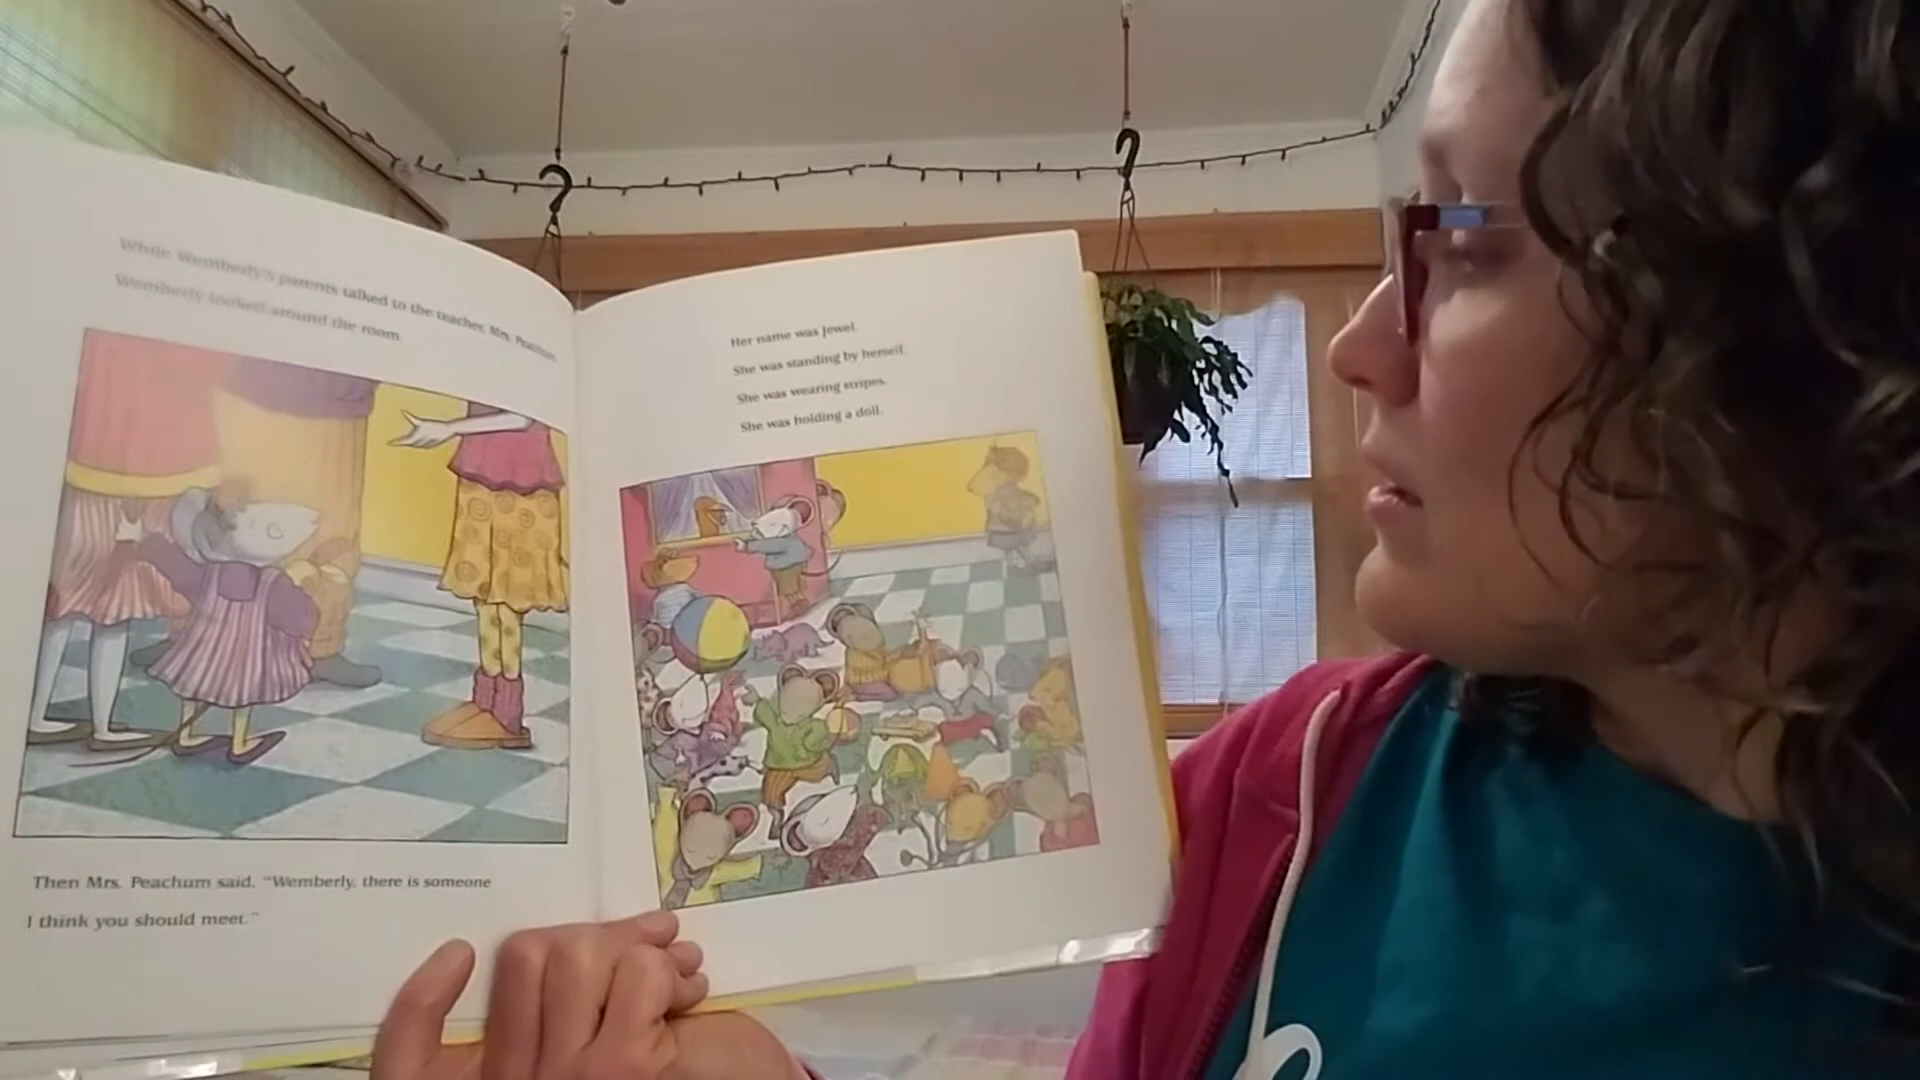 While Wemberly's parents talked to the teacher, Mrs. Peachum,
Wemberly looked around the room.
Then Mrs. Peachum said, "Wemberly, there is someone
I think you should meet."
Her name was Jewel.
She was standing by herself.
She was wearing stripes.
She was holding a doll.